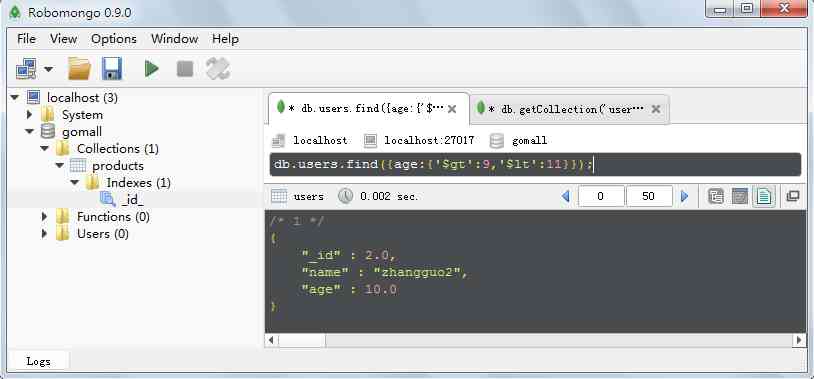 Robomongo 0.9.0
File View Options Window Help
localhost (3)
System
gomall
Collections (1)
products
Indexes (1)
_id_
Functions (0)
Users (0)
* db.users.find({age:{'$⋯
* db.getCollection('user⋯
localhost localhost:27017 gomall
db.users.find({age:{'$gt':9,'$lt':11}});
users 0.002 sec. 0 50
/* 1 */
{
"_id" : 2.0,
"name" : "zhangguo2",
"age" : 10.0
}
Logs